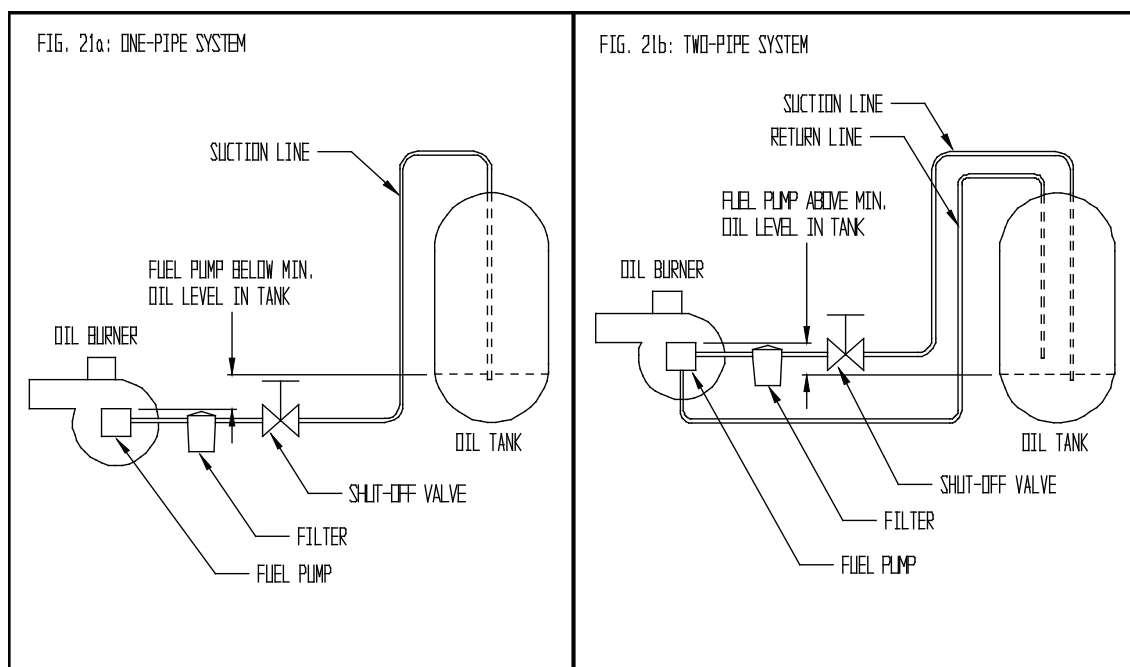 FIG. 21a: ONE-PIPE SYSTEM
SUCTION LINE
FUEL PUMP BELOW MIN.
OIL LEVEL IN TANK
OIL BURNER
OIL TANK
SHUT-OFF VALVE
FILTER
FUEL PUMP
FIG. 21b: TWO-PIPE SYSTEM
SUCTION LINE
RETURN LINE
FUEL PUMP ABOVE MIN.
OIL LEVEL IN TANK
OIL BURNER
OIL TANK
SHUT-OFF VALVE
FILTER
FUEL PUMP